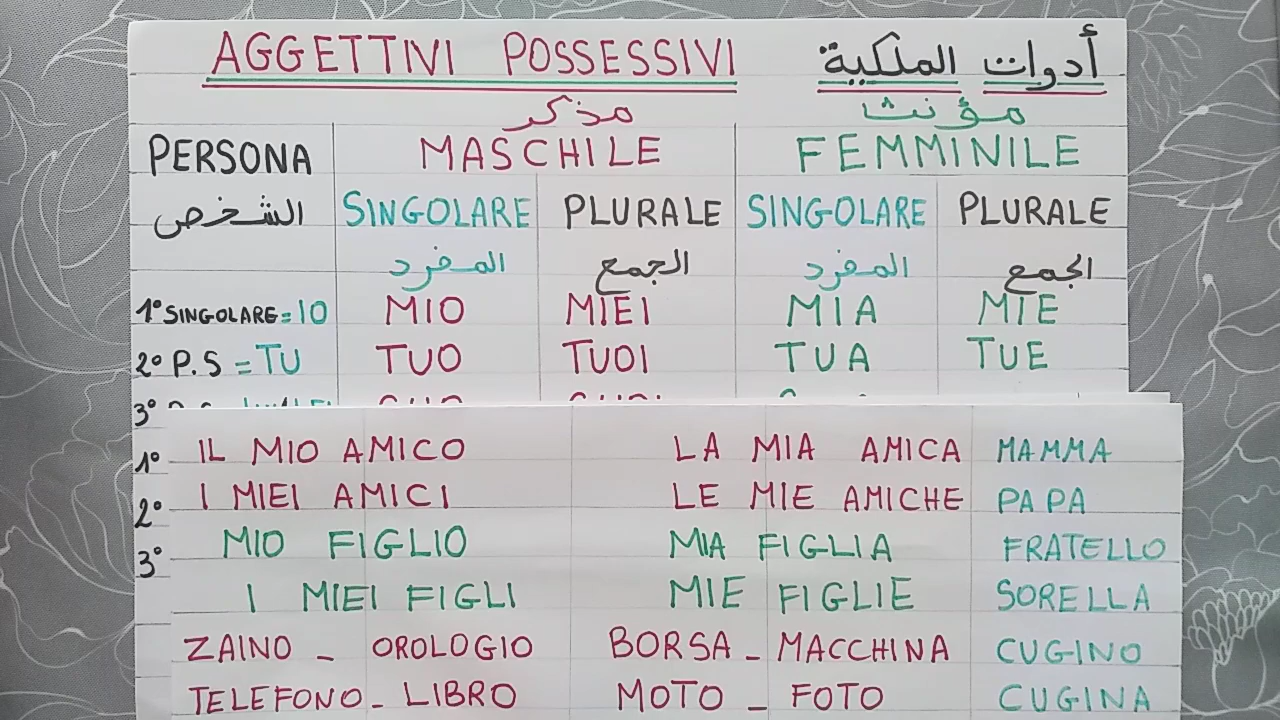 AGGETTIVI POSSESSIVI أدوات الملكية
مذكر مؤنث
PERSONA MASCHILE FEMMINILE
الشخص SINGOLARE PLURALE SINGOLARE PLURALE
المفرد الجمع المفرد الجمع
1° SINGOLARE = IO MIO MIEI MIA MIE
2° P.S = TU TUO TUOI TUA TUE
3°
1° IL MIO AMICO LA MIA AMICA MAMMA
2° I MIEI AMICI LE MIE AMICHE PAPA
3° MIO FIGLIO MIA FIGLIA FRATELLO
I MIEI FIGLI MIE FIGLIE SORELLA
ZAINO - OROLOGIO BORSA - MACCHINA CUGINO
TELEFONO - LIBRO MOTO - FOTO CUGINA